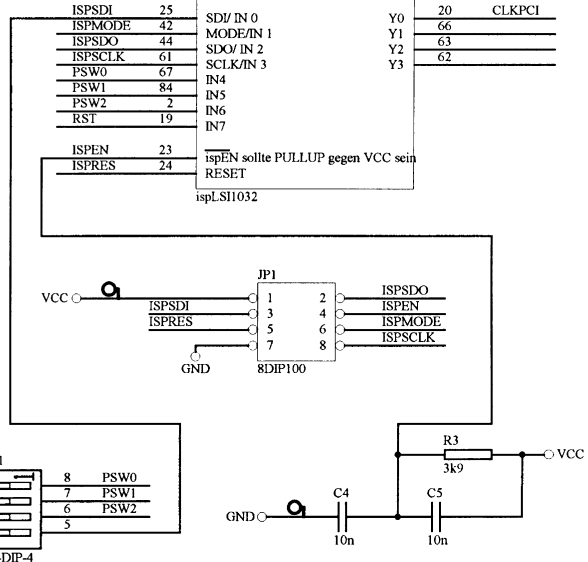 ISPSDI 25 SDI/ IN 0 Y0 20 CLKPCI
ISPMODE 42 MODE/IN 1 Y1 66
ISPSDO 44 SDO/ IN 2 Y2 63
ISPSCLK 61 SCLK/IN 3 Y3 62
PSW0 67 IN4
PSW1 84 IN5
PSW2 2 IN6
RST 19 IN7
ISPEN 23 ispEN sollte PULLUP gegen VCC sein
ISPRES 24 RESET
ispLSI1032
JP1
VCC 1 2 ISPSDO
ISPSDI 3 4 ISPEN
ISPRES 5 6 ISPMODE
7 8 ISPSCLK
GND 8DIP100
R3
VCC
3k9
8 PSW0
7 PSW1
6 PSW2
5
-DIP-4
C4 C5
GND
10n 10n